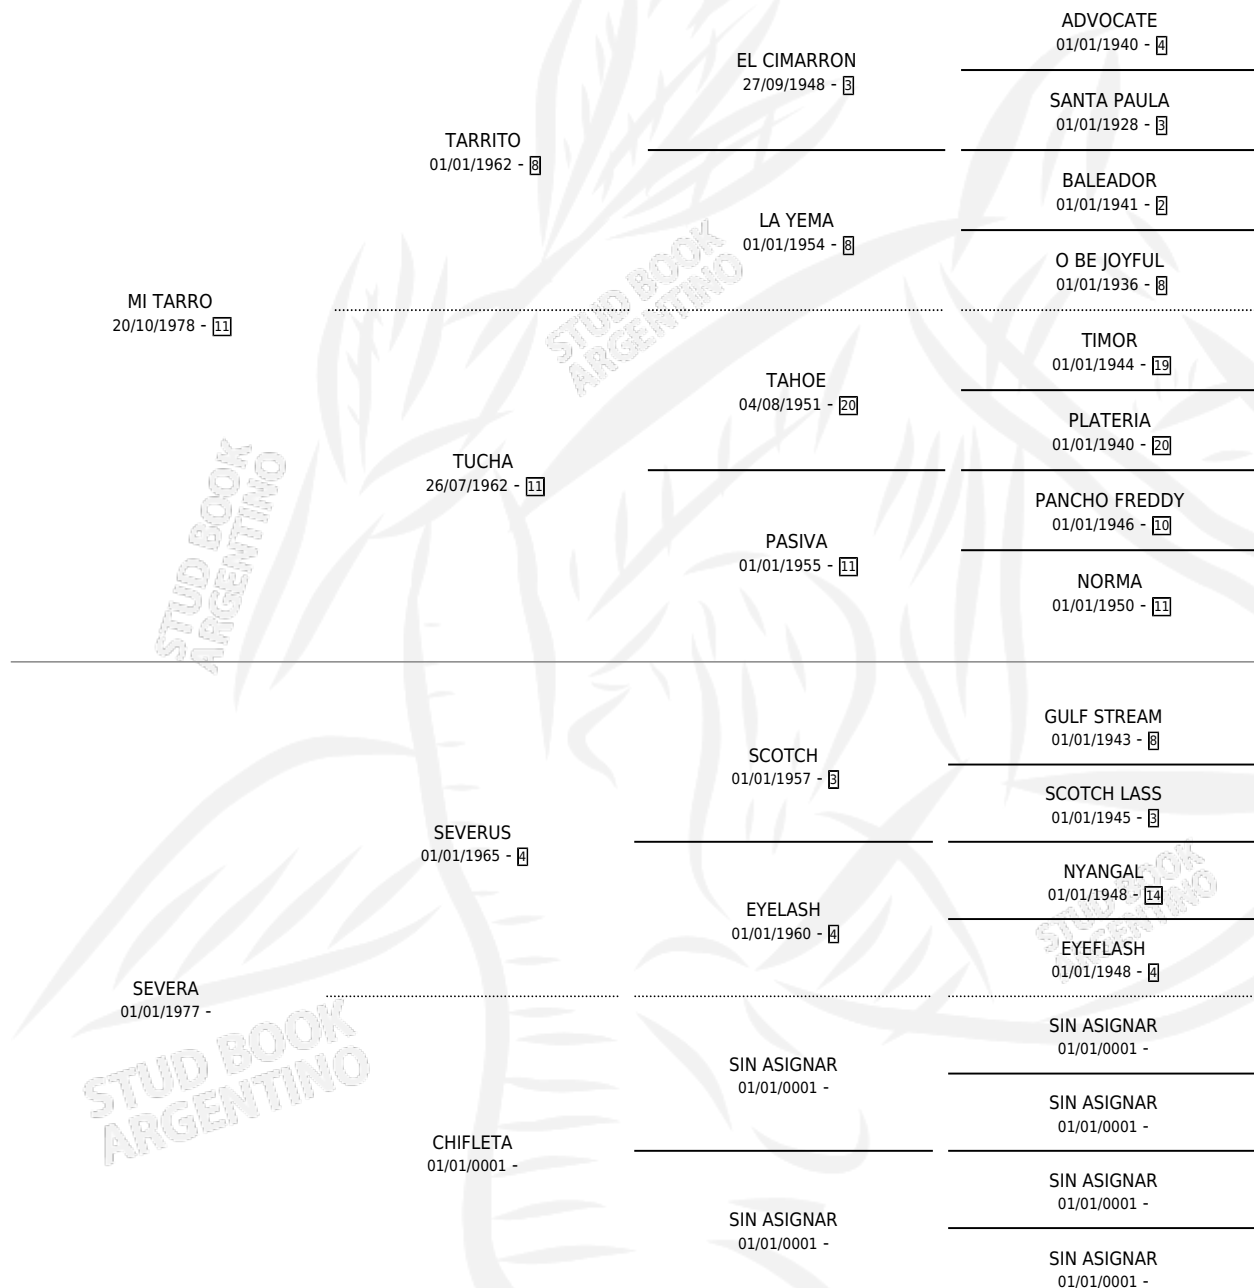 MI TARRO
20/10/1978 - 11
TARRITO
01/01/1962 - 8
TUCHA
26/07/1962 - 11
EL CIMARRON
27/09/1948 - 3
LA YEMA
01/01/1954 - 8
TAHOE
04/08/1951 - 20
PASIVA
01/01/1955 - 11
ADVOCATE
01/01/1940 - 4
SANTA PAULA
01/01/1928 - 3
BALEADOR
01/01/1941 - 2
O BE JOYFUL
01/01/1936 - 8
TIMOR
01/01/1944 - 19
PLATERIA
01/01/1940 - 20
PANCHO FREDDY
01/01/1946 - 10
NORMA
01/01/1950 - 11
SEVERA
01/01/1977 -
SEVERUS
01/01/1965 - 4
CHIFLETA
01/01/0001 -
SCOTCH
01/01/1957 - 3
EYELASH
01/01/1960 - 4
SIN ASIGNAR
01/01/0001 -
SIN ASIGNAR
01/01/0001 -
GULF STREAM
01/01/1943 - 8
SCOTCH LASS
01/01/1945 - 3
NYANGAL
01/01/1948 - 14
EYEFLASH
01/01/1948 - 4
SIN ASIGNAR
01/01/0001 -
SIN ASIGNAR
01/01/0001 -
SIN ASIGNAR
01/01/0001 -
SIN ASIGNAR
01/01/0001 -
STUD BOOK
ARGENTINO
STUD BOOK
ARGENTINO
STUD BOOK
ARGENTINO
STUD BOOK
ARGENTINO